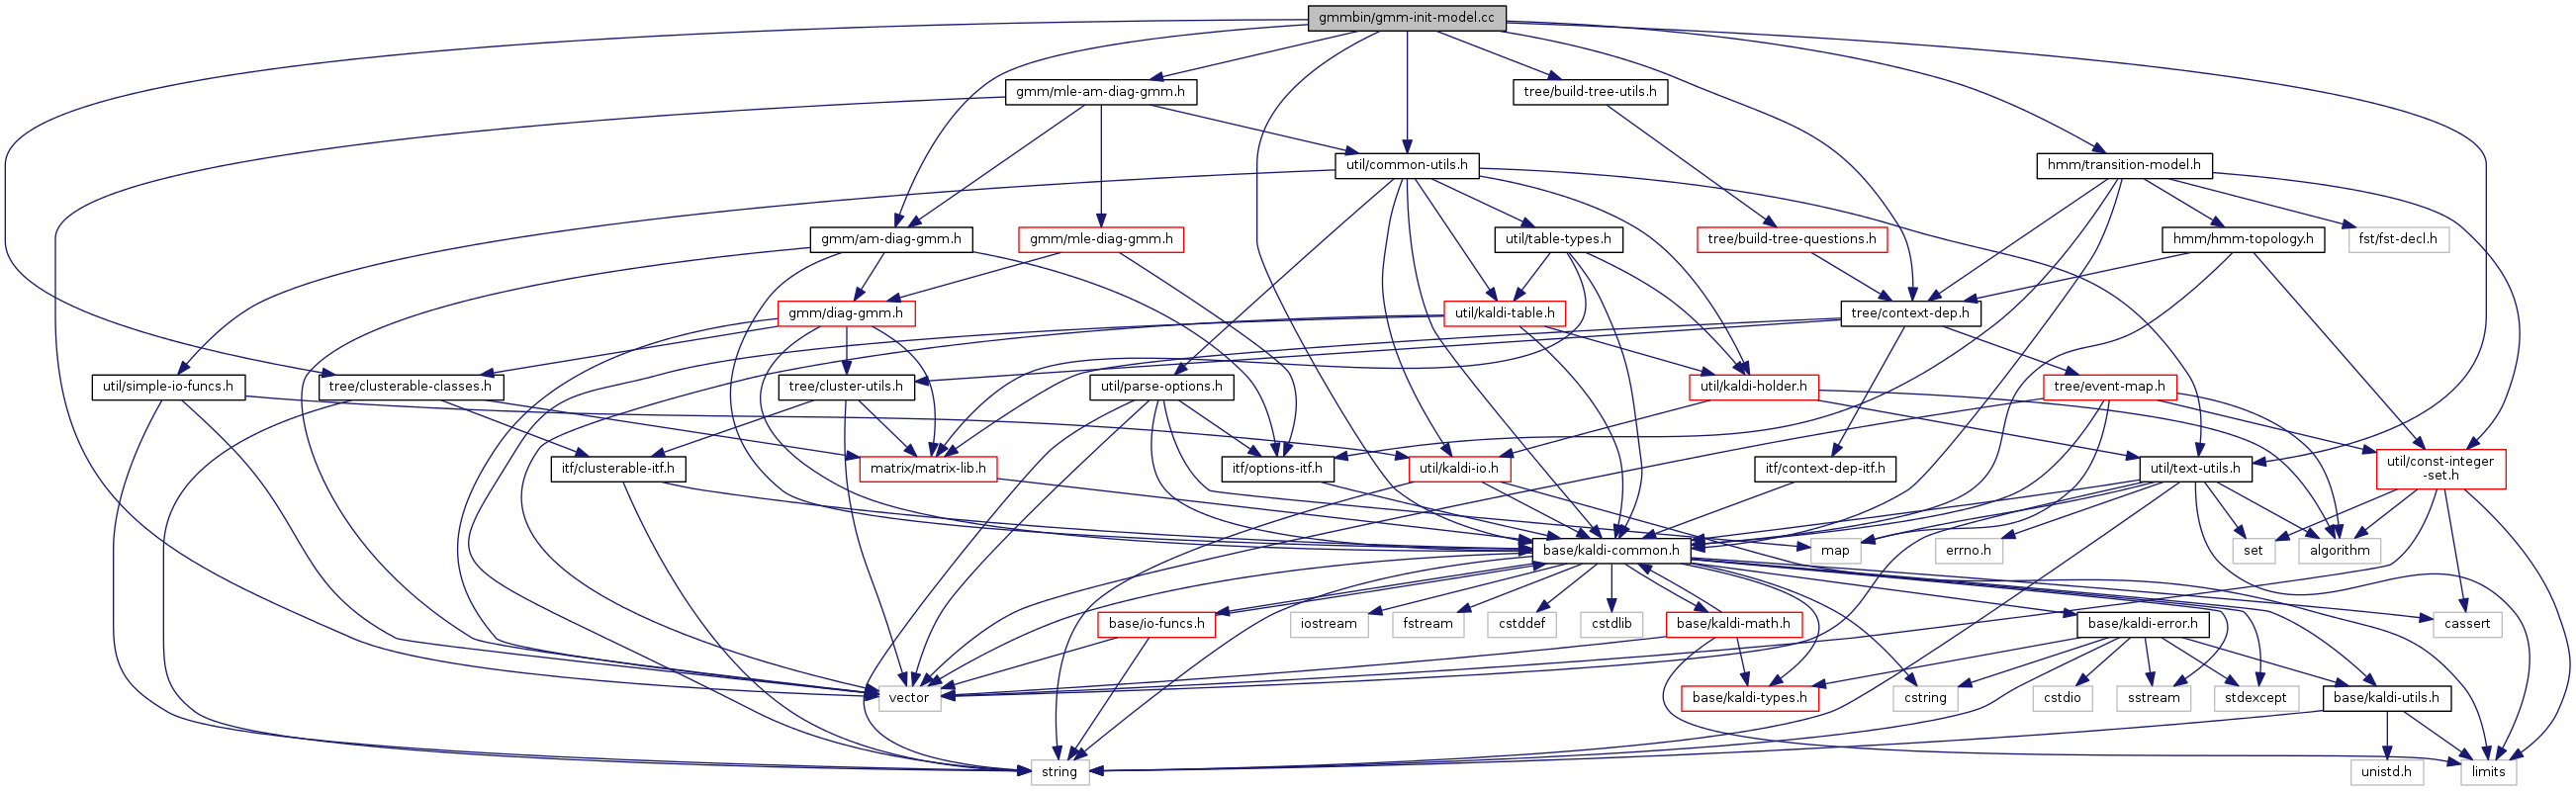 gmmbin/gmm-init-model.cc
gmm/mle-am-diag-gmm.h
tree/build-tree-utils.h
util/common-utils.h
hmm/transition-model.h
gmm/am-diag-gmm.h
gmm/mle-diag-gmm.h
util/table-types.h
tree/build-tree-questions.h
hmm/hmm-topology.h
fst/fst-decl.h
gmm/diag-gmm.h
util/kaldi-table.h
tree/context-dep.h
util/simple-io-funcs.h
tree/clusterable-classes.h
tree/cluster-utils.h
util/parse-options.h
util/kaldi-holder.h
tree/event-map.h
itf/clusterable-itf.h
matrix/matrix-lib.h
itf/options-itf.h
util/kaldi-io.h
itf/context-dep-itf.h
util/text-utils.h
util/const-integer
-set.h
base/kaldi-common.h
map
errno.h
set
algorithm
base/io-funcs.h
iostream
fstream
cstddef
cstdlib
base/kaldi-math.h
base/kaldi-error.h
cassert
vector
base/kaldi-types.h
cstring
cstdio
sstream
stdexcept
base/kaldi-utils.h
string
unistd.h
limits